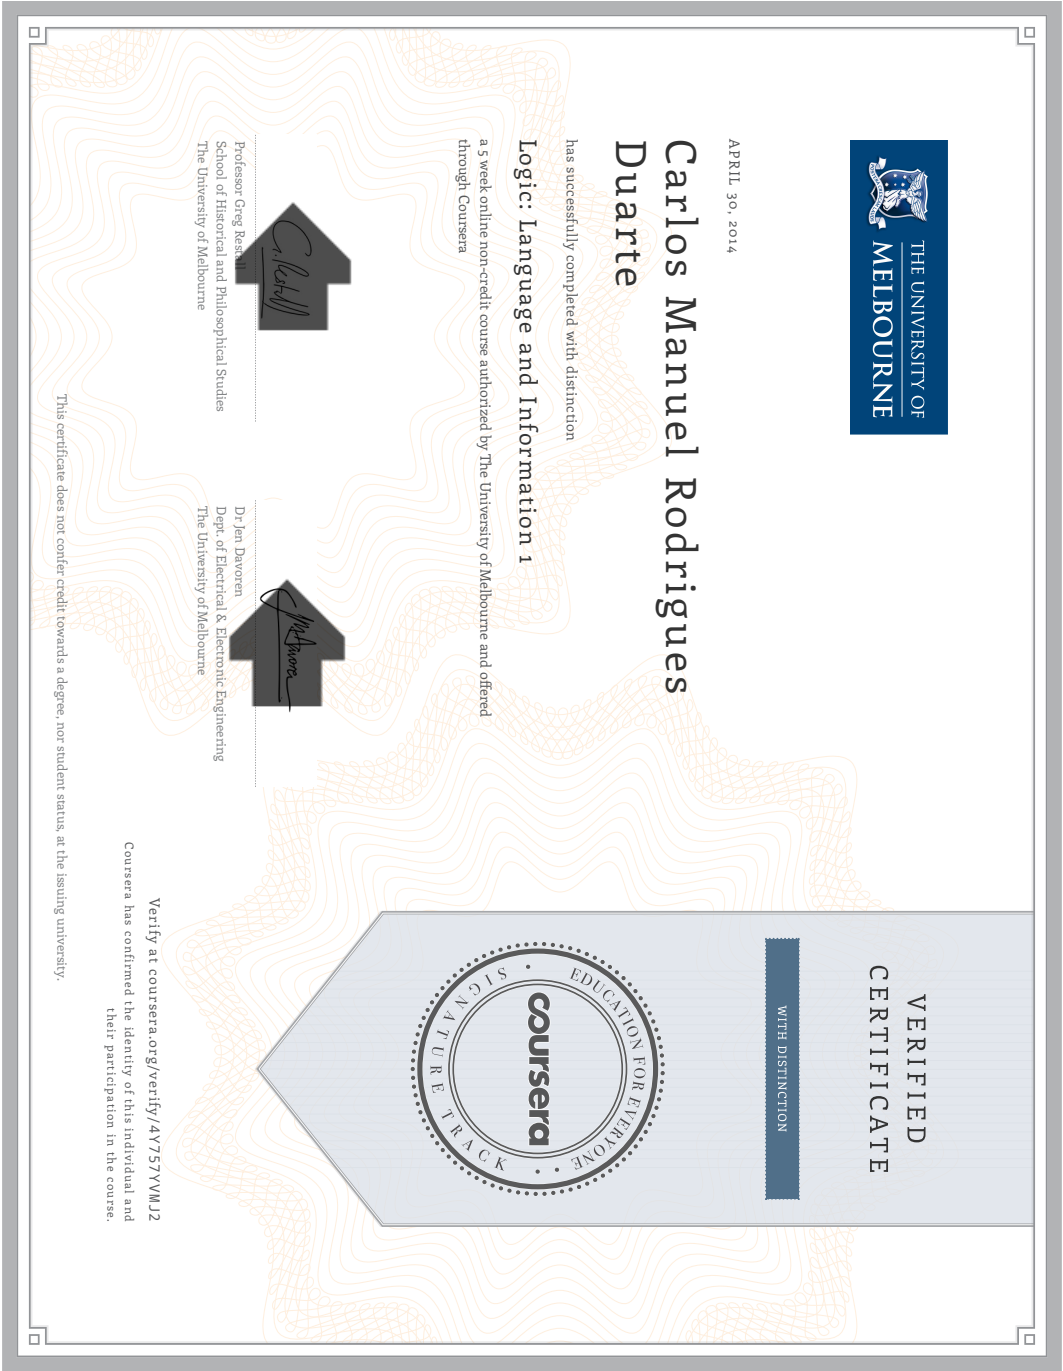 THE UNIVERSITY OF
MELBOURNE
APRIL 30, 2014
Carlos Manuel Rodrigues
Duarte
has successfully completed with distinction
Logic: Language and Information 1
a 5 week online non-credit course authorized by The University of Melbourne and offered
through Coursera
G. Restall
Professor Greg Restall
School of Historical and Philosophical Studies
The University of Melbourne
Dr Jen Davoren
Dept. of Electrical & Electronic Engineering
The University of Melbourne
VERIFIED
CERTIFICATE
WITH DISTINCTION
EDUCATION FOR EVERYONE
coursera
SIGNATURE TRACK
Verify at coursera.org/verify/4Y757YVMJ2
Coursera has confirmed the identity of this individual and
their participation in the course.
This certificate does not confer credit towards a degree, nor student status, at the issuing university.